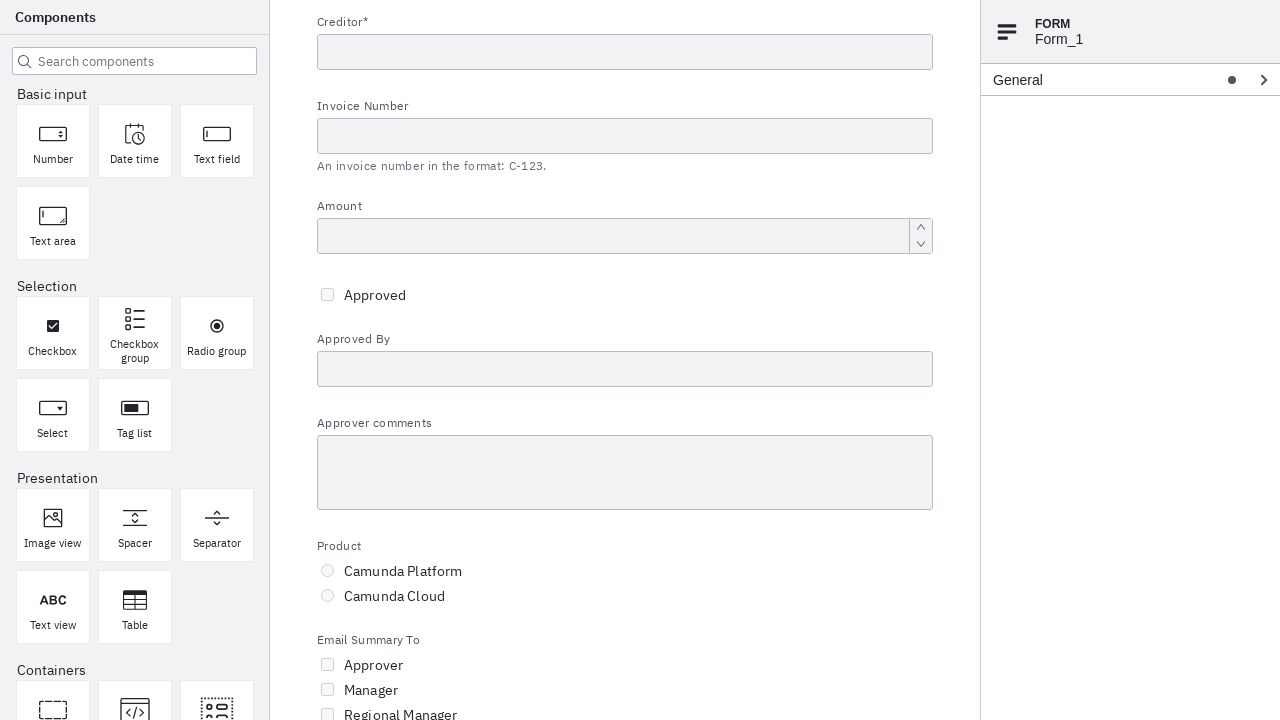 Components
Search components
Basic input
Number
Date time
Text field
Text area
Selection
Checkbox
Checkbox
group
Radio group
Select
Tag list
Presentation
Image view
Spacer
Separator
ABC
Text view
Table
Containers
Creditor*
Invoice Number
An invoice number in the format: C-123.
Amount
Approved
Approved By
Approver comments
Product
Camunda Platform
Camunda Cloud
Email Summary To
Approver
Manager
Regional Manager
FORM
Form_1
General